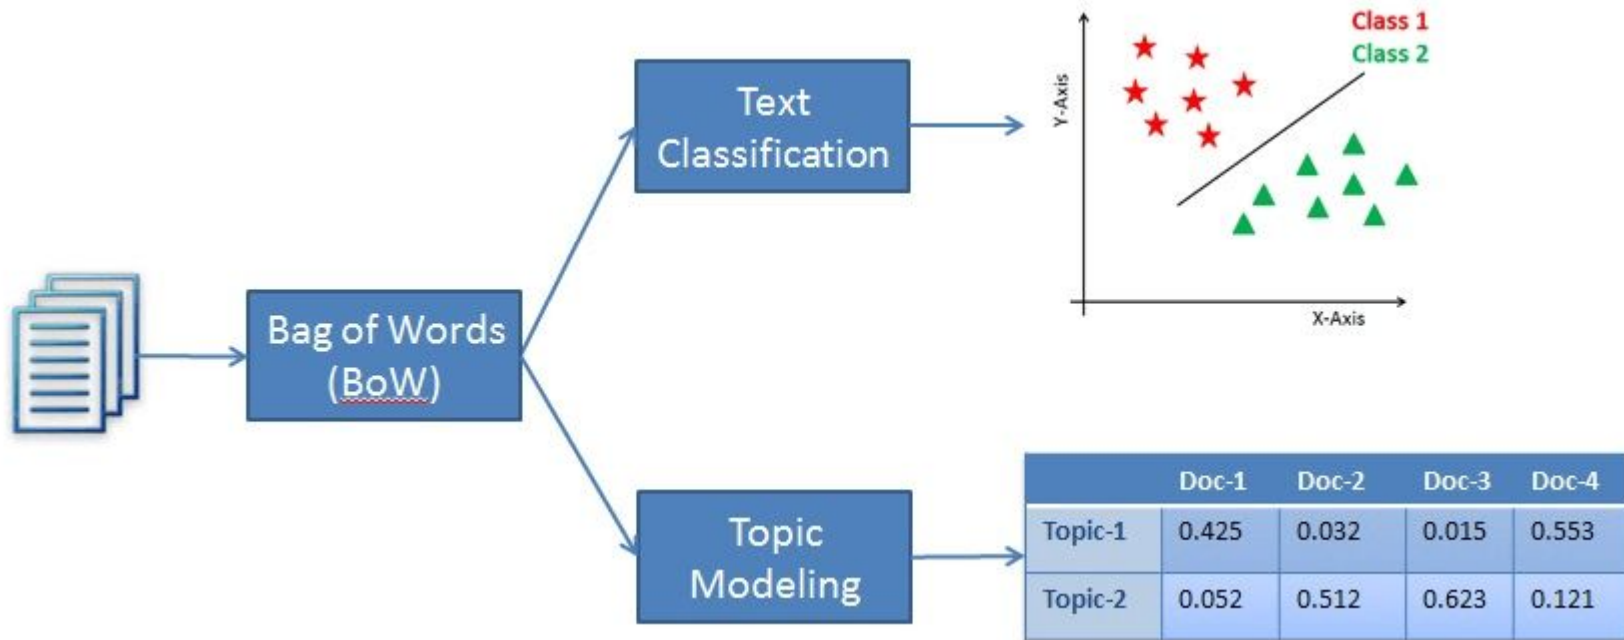 Bag of Words
(BoW)
Text
Classification
Class 1
Class 2
Y-Axis
X-Axis
Topic
Modeling
Doc-1 Doc-2 Doc-3 Doc-4
Topic-1 0.425 0.032 0.015 0.553
Topic-2 0.052 0.512 0.623 0.121